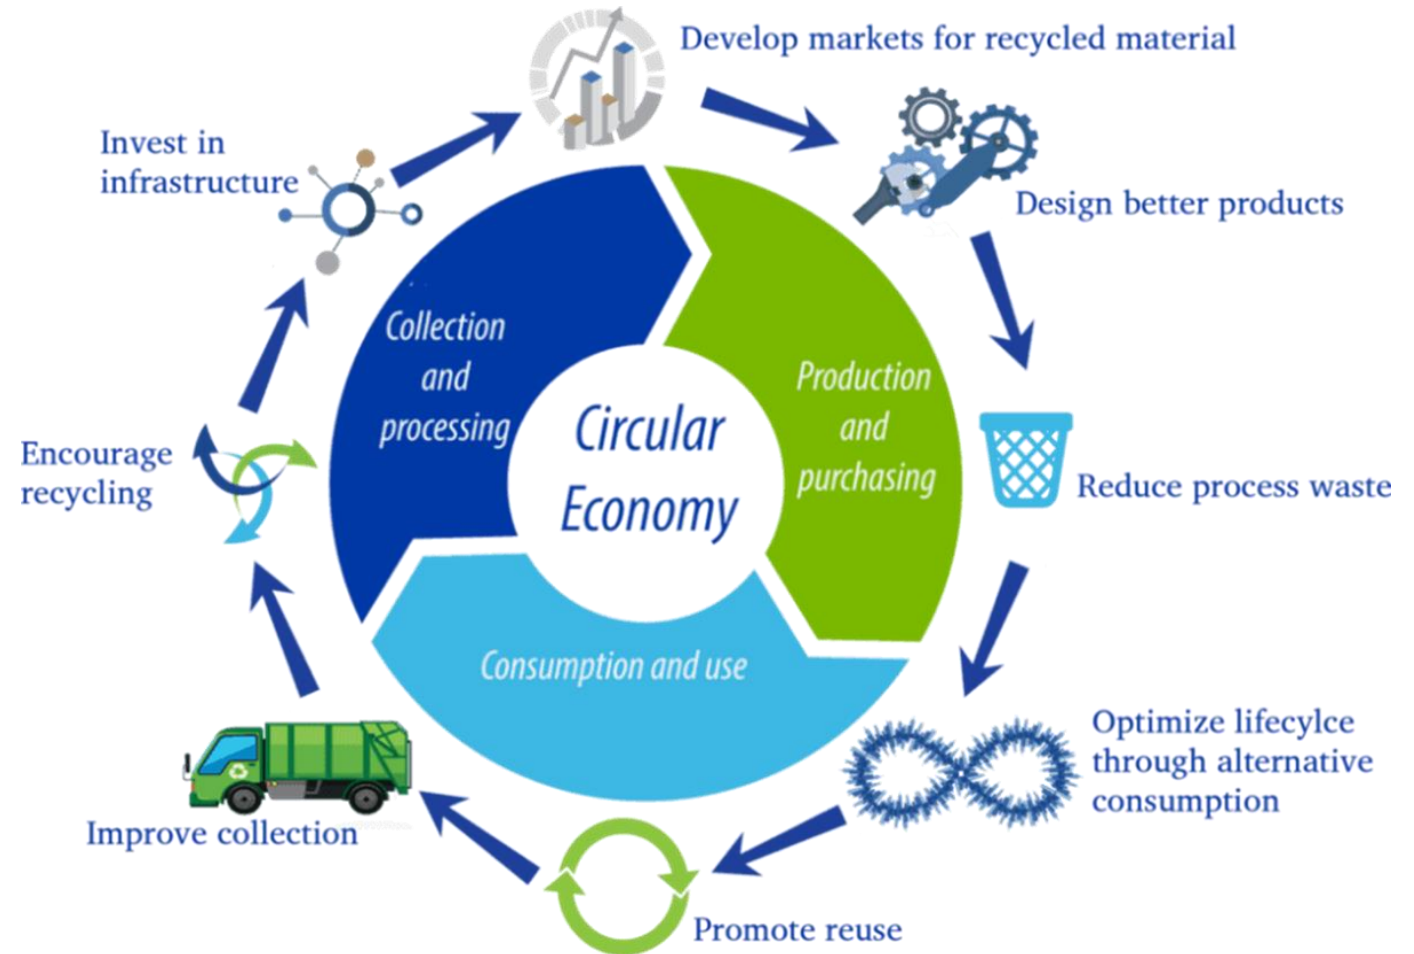 Develop markets for recycled material
Invest in
infrastructure
Design better products
Collection
and
processing
Production
and
purchasing
Circular
Economy
Encourage
recycling
Reduce process waste
Consumption and use
Optimize lifecylce
through alternative
consumption
Improve collection
Promote reuse